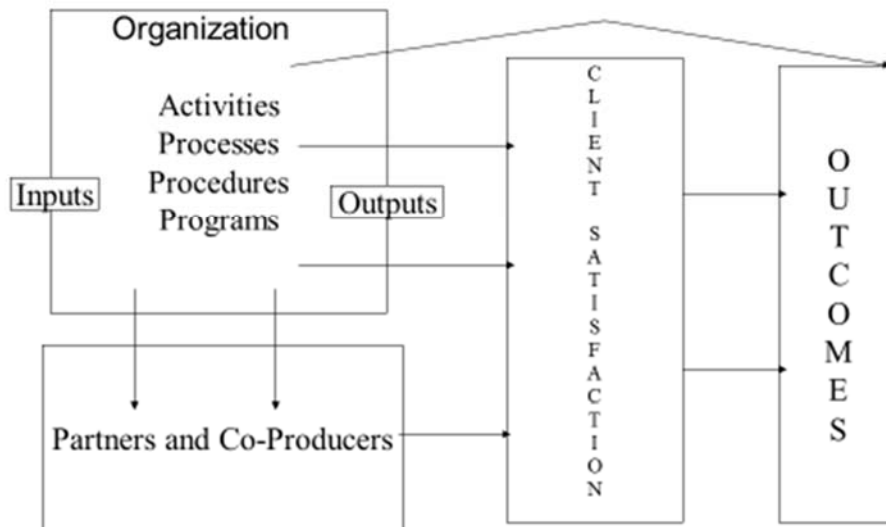 Organization
Activities
Processes
Procedures
Programs
Inputs
Outputs
Partners and Co-Producers
CLIENT SATISFACTION
OUTCOMES